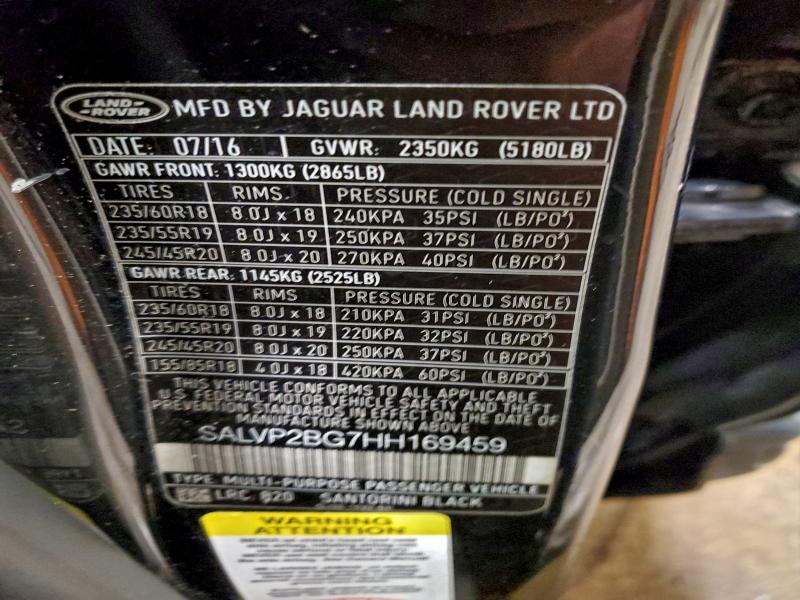 LAND-ROVER
MFD BY JAGUAR LAND ROVER LTD
DATE: 07/16 GVWR: 2350KG (5180LB)
GAWR FRONT: 1300KG (2865LB)
TIRES RIMS PRESSURE (COLD SINGLE)
235/60R18 8.0J x 18 240KPA 35PSI (LB/PO²)
235/55R19 8.0J x 19 250KPA 37PSI (LB/PO²)
245/45R20 8.0J x 20 270KPA 40PSI (LB/PO²)
GAWR REAR: 1145KG (2525LB)
TIRES RIMS PRESSURE (COLD SINGLE)
235/60R18 8.0J x 18 210KPA 31PSI (LB/PO²)
235/55R19 8.0J x 19 220KPA 32PSI (LB/PO²)
245/45R20 8.0J x 20 250KPA 37PSI (LB/PO²)
155/85R18 4.0J x 18 420KPA 60PSI (LB/PO²)
THIS VEHICLE CONFORMS TO ALL APPLICABLE
U.S. FEDERAL MOTOR VEHICLE SAFETY AND THEFT
PREVENTION STANDARDS IN EFFECT ON THE DATE OF
MANUFACTURE SHOWN ABOVE
SALVP2BG7HH169459
TYPE: MULTI-PURPOSE PASSENGER VEHICLE
LRC: 820 SANTORINI BLACK
WARNING
ATTENTION